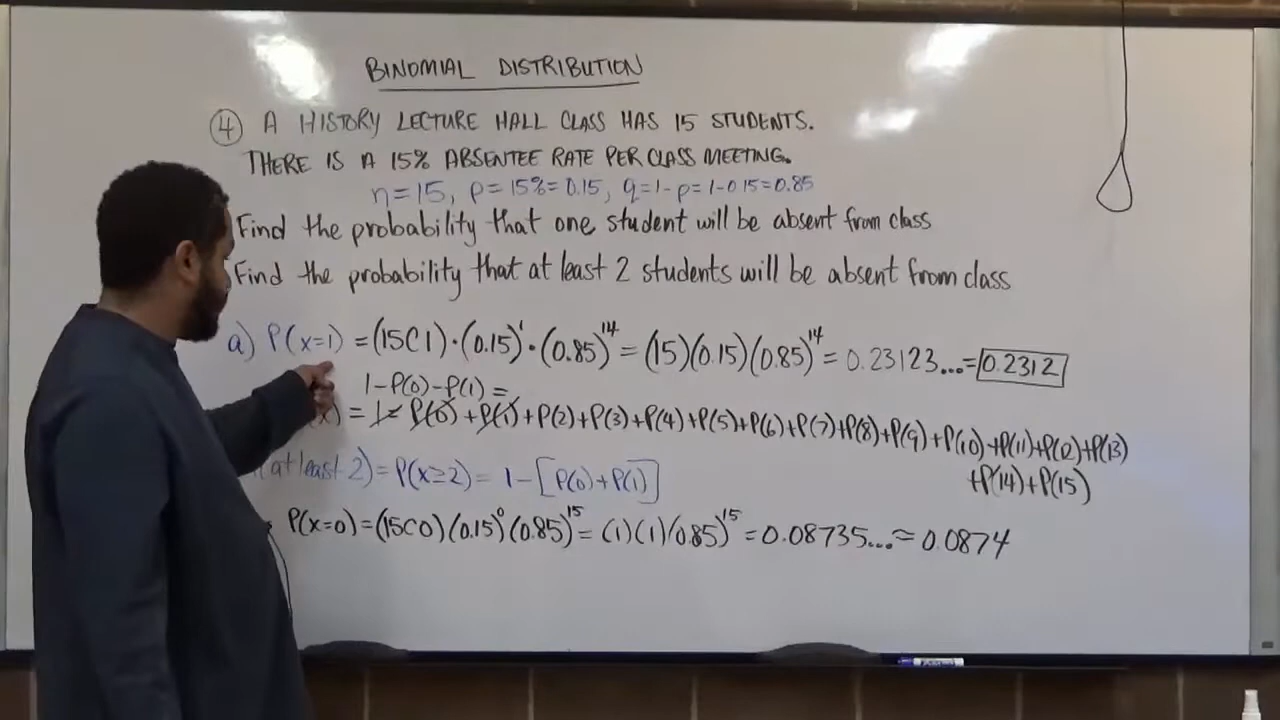 BINOMIAL DISTRIBUTION
④ A HISTORY LECTURE HALL CLASS HAS 15 STUDENTS.
THERE IS A 15% ABSENTEE RATE PER CLASS MEETING.
n=15, p=15%=0.15, q=1-p=1-0.15=0.85
Find the probability that one student will be absent from class
Find the probability that at least 2 students will be absent from class
a) P(x=1) = (15C1)·(0.15)¹·(0.85)¹⁴ = (15)(0.15)(0.85)¹⁴ = 0.23123...= 0.2312
1-P(0)-P(1) =
x) = 1= P(0)+P(1)+P(2)+P(3)+P(4)+P(5)+P(6)+P(7)+P(8)+P(9)+P(10)+P(11)+P(12)+P(13)
+P(14)+P(15)
(at least 2) = P(x≥2) = 1-[P(0)+P(1)]
P(x=0) = (15C0)(0.15)⁰(0.85)¹⁵ = (1)(1)(0.85)¹⁵ = 0.08735...≈ 0.0874